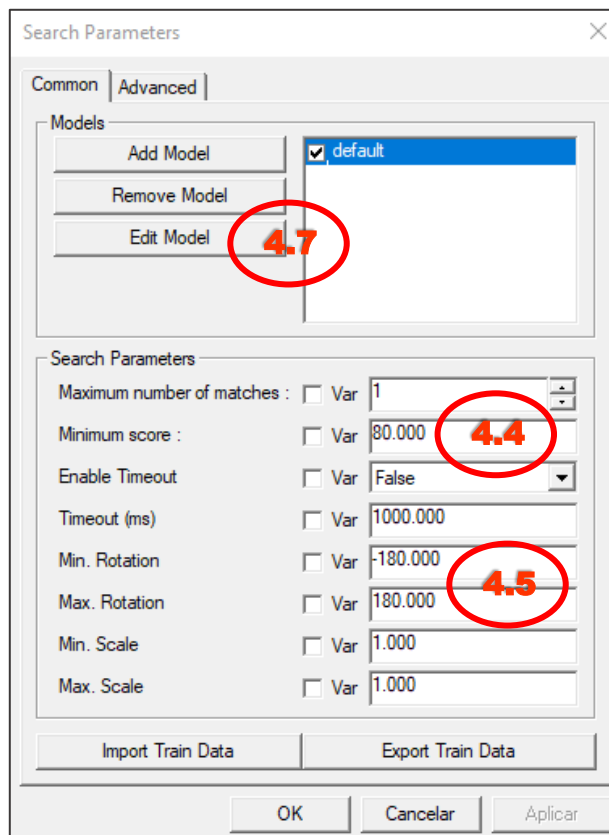 Search Parameters
Common Advanced
Models
Add Model
default
Remove Model
Edit Model
4.7
Search Parameters
Maximum number of matches : Var 1
Minimum score : Var 80.000 4.4
Enable Timeout Var False
Timeout (ms) Var 1000.000
Min. Rotation Var -180.000
4.5
Max. Rotation Var 180.000
Min. Scale Var 1.000
Max. Scale Var 1.000
Import Train Data Export Train Data
OK Cancelar Aplicar